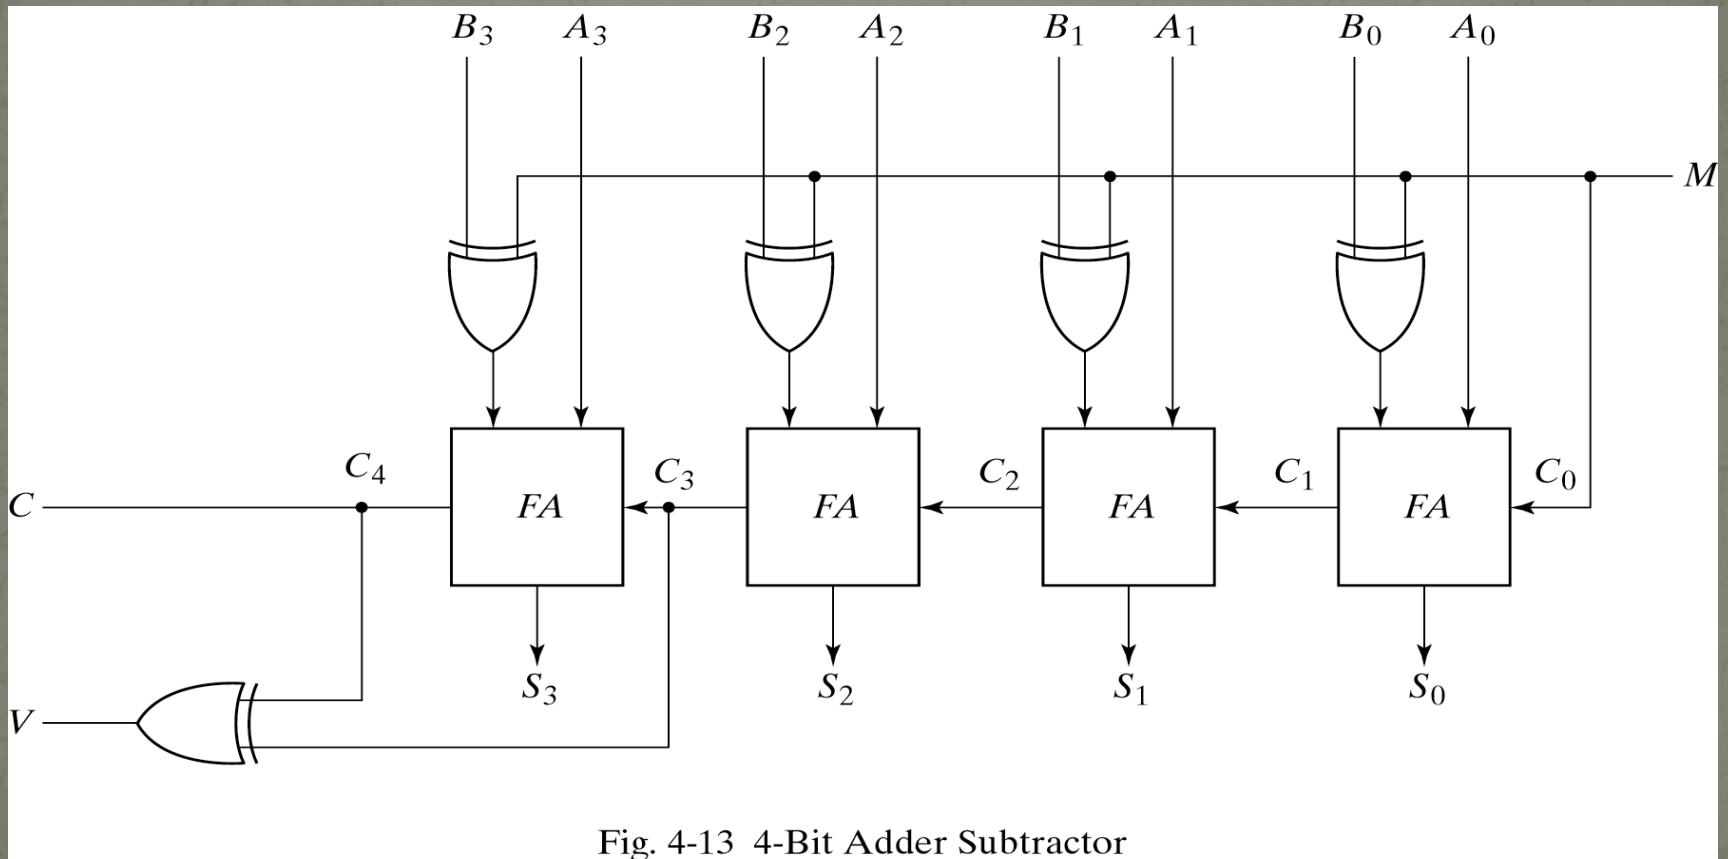 B3 A3 B2 A2 B1 A1 B0 A0
M
C4 C3 C2 C1 C0
C FA FA FA FA
S3 S2 S1 S0
V
Fig. 4-13 4-Bit Adder Subtractor